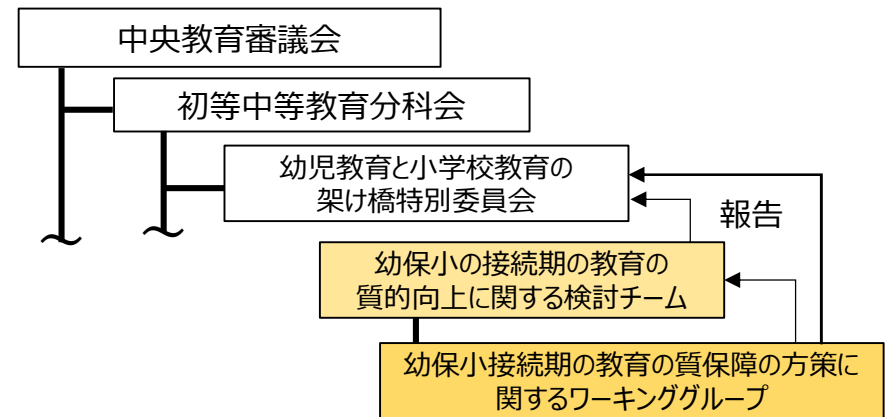 中央教育審議会
初等中等教育分科会
幼児教育と小学校教育の
架け橋特別委員会
報告
幼保小の接続期の教育の
質的向上に関する検討チーム
幼保小接続期の教育の質保障の方策に
関するワーキンググループ